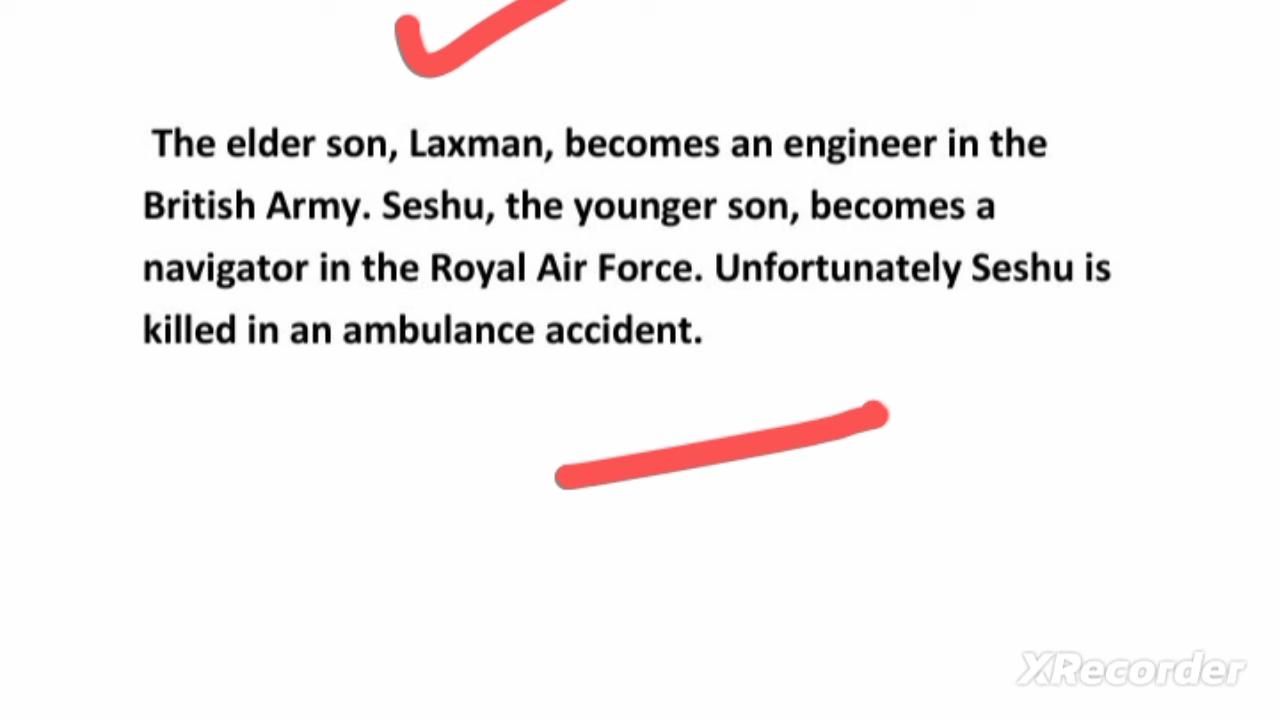 The elder son, Laxman, becomes an engineer in the
British Army. Seshu, the younger son, becomes a
navigator in the Royal Air Force. Unfortunately Seshu is
killed in an ambulance accident.
XRecorder